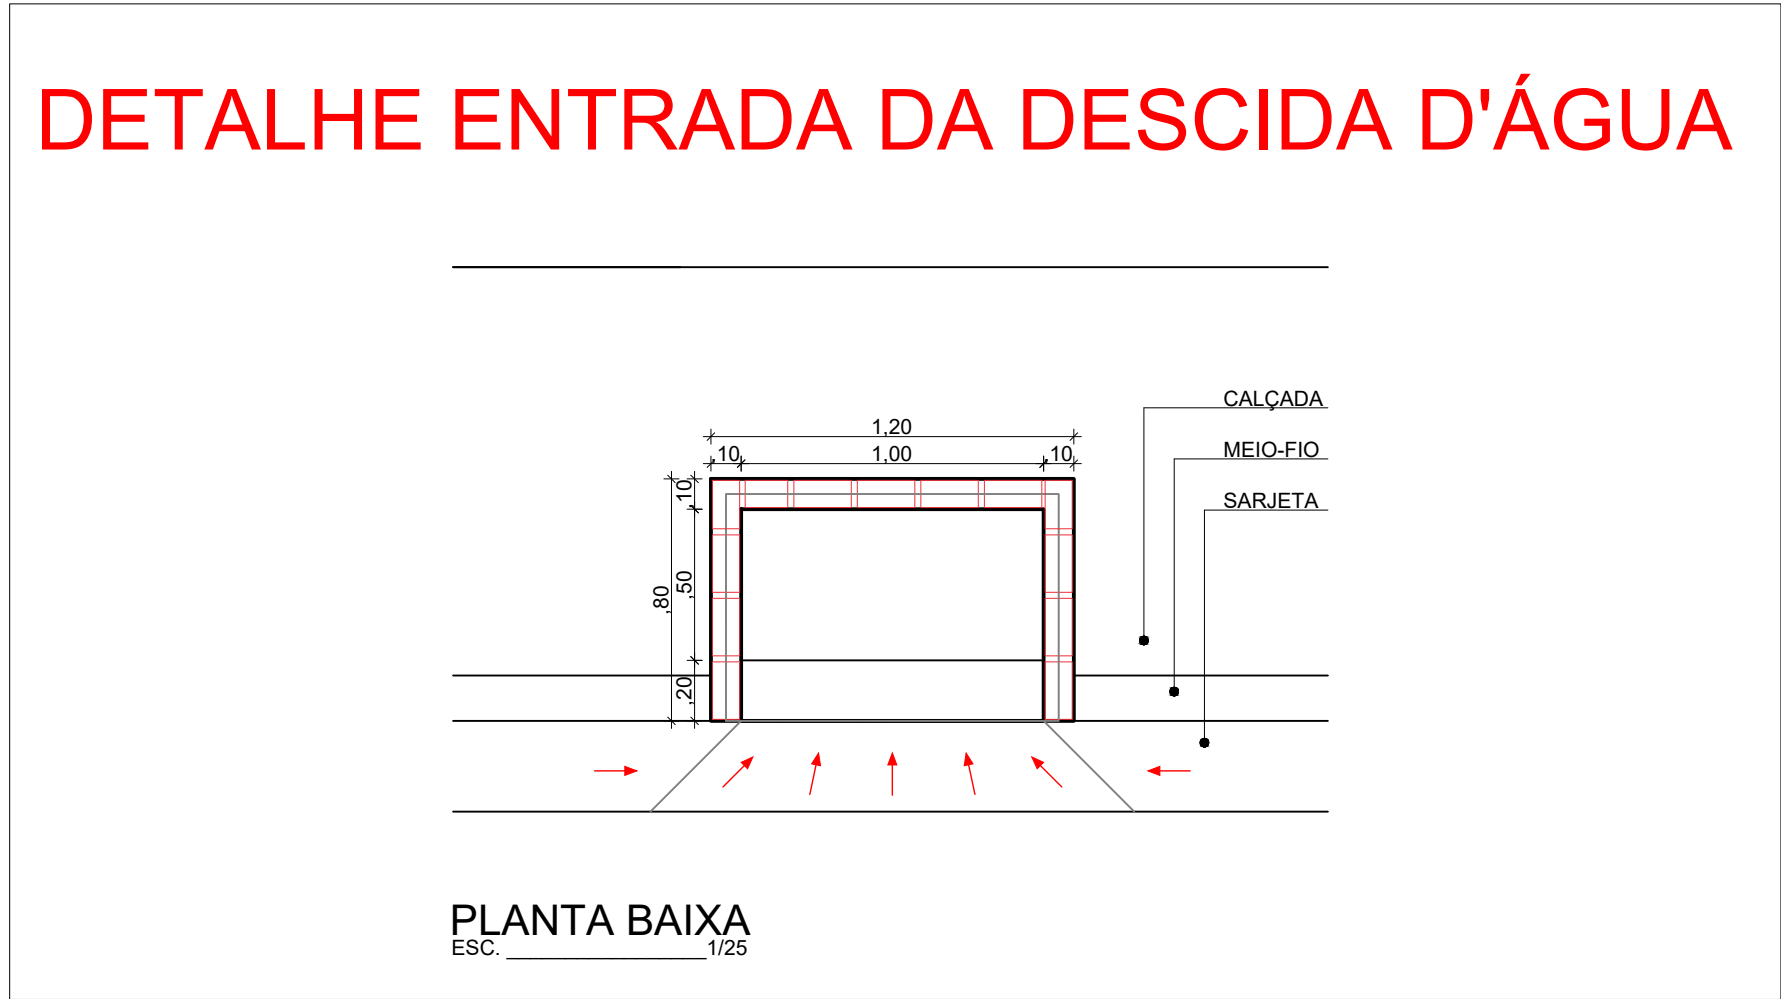 DETALHE ENTRADA DA DESCIDA D'ÁGUA
CALÇADA
1,20
,10 1,00 ,10
MEIO-FIO
,10
SARJETA
,50
,80
,20
PLANTA BAIXA
ESC. _________________1/25